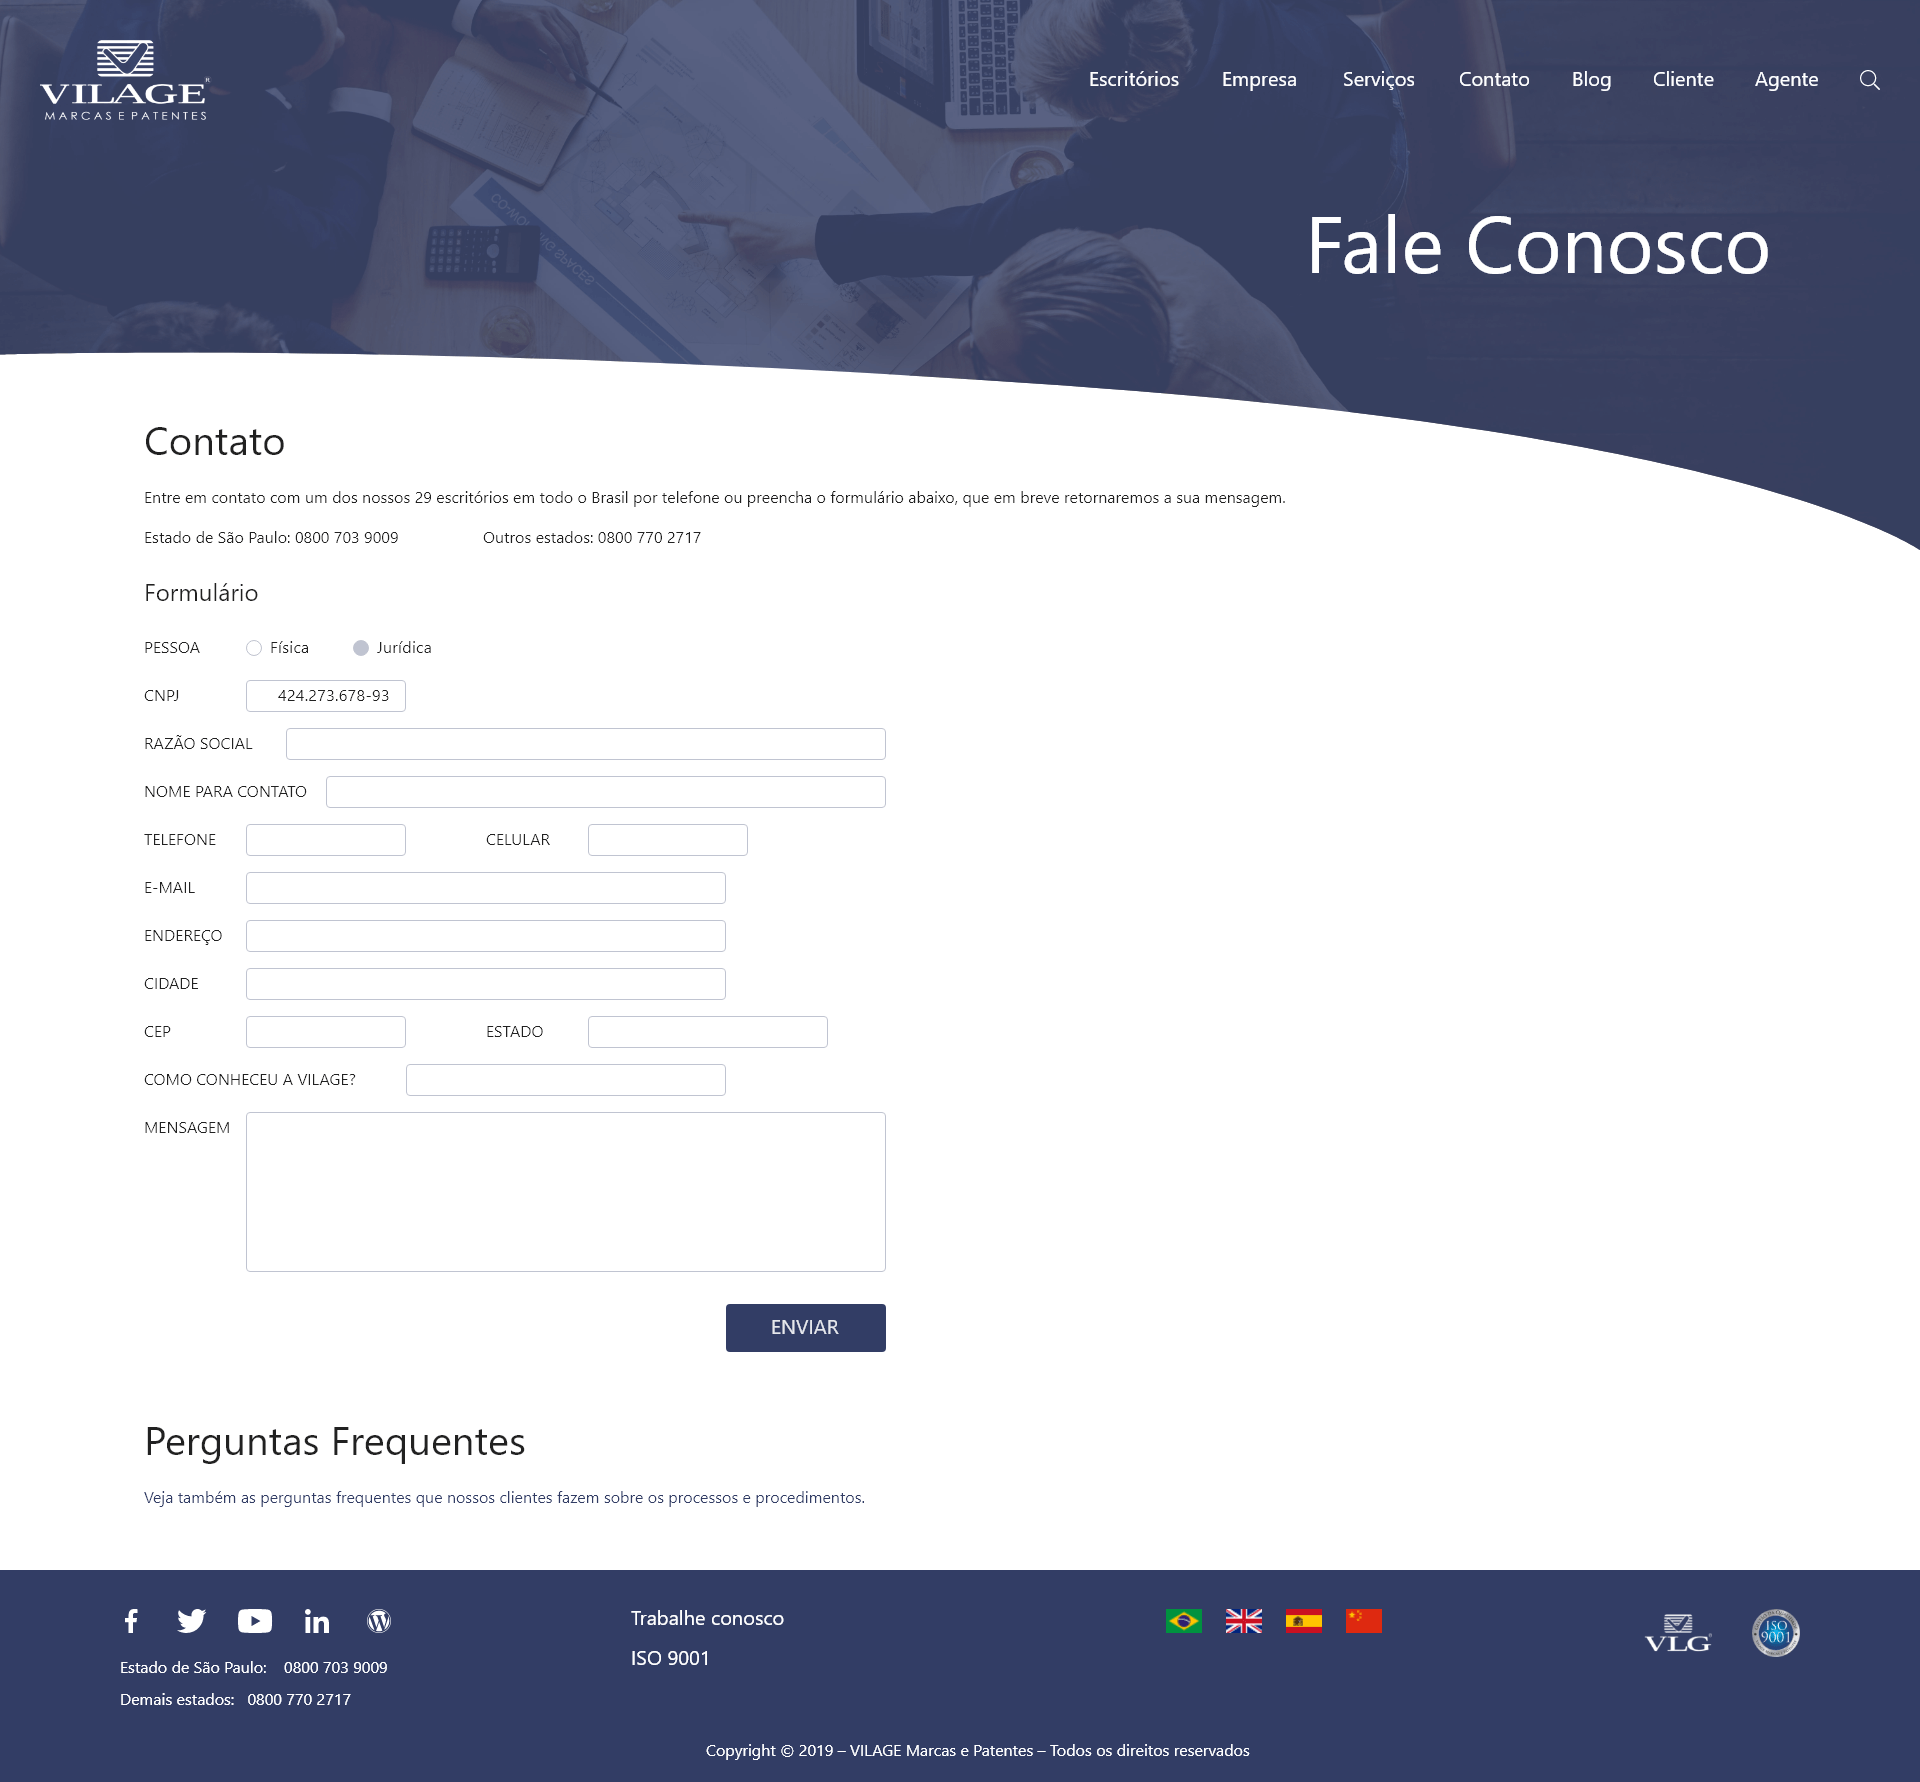 VILAGE
MARCAS E PATENTES
Escritórios Empresa Serviços Contato Blog Cliente Agente
Fale Conosco
CO-WORKING SPACES
Contato
Entre em contato com um dos nossos 29 escritórios em todo o Brasil por telefone ou preencha o formulário abaixo, que em breve retornaremos a sua mensagem.
Estado de São Paulo: 0800 703 9009 Outros estados: 0800 770 2717
Formulário
PESSOA Física Jurídica
CNPJ 424.273.678-93
RAZÃO SOCIAL
NOME PARA CONTATO
TELEFONE CELULAR
E-MAIL
ENDEREÇO
CIDADE
CEP ESTADO
COMO CONHECEU A VILAGE?
MENSAGEM
ENVIAR
Perguntas Frequentes
Veja também as perguntas frequentes que nossos clientes fazem sobre os processos e procedimentos.
Trabalhe conosco
ISO 9001
Estado de São Paulo: 0800 703 9009
Demais estados: 0800 770 2717
VLG
ISO
9001
Copyright © 2019 – VILAGE Marcas e Patentes – Todos os direitos reservados